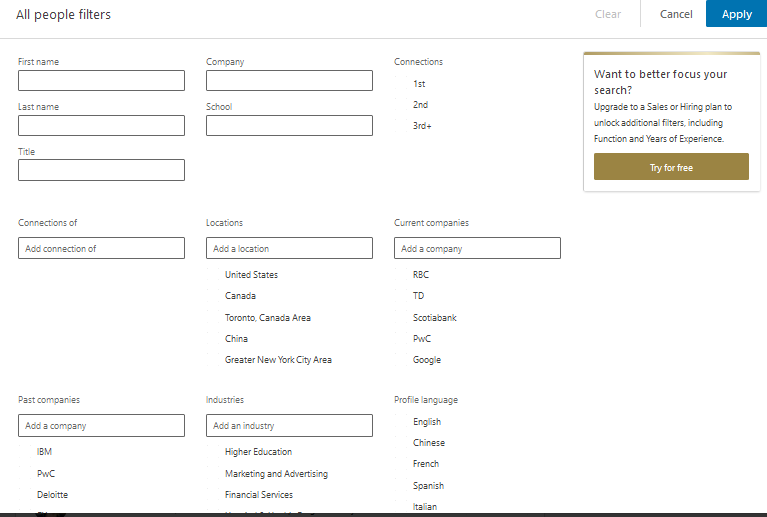 All people filters
Clear
Cancel
Apply
First name
Company
Connections
1st
2nd
3rd+
Last name
School
Title
Want to better focus your
search?
Upgrade to a Sales or Hiring plan to
unlock additional filters, including
Function and Years of Experience.
Try for free
Connections of
Add connection of
Locations
Add a location
United States
Canada
Toronto, Canada Area
China
Greater New York City Area
Current companies
Add a company
RBC
TD
Scotiabank
PwC
Google
Past companies
Add a company
IBM
PwC
Deloitte
Industries
Add an industry
Higher Education
Marketing and Advertising
Financial Services
Profile language
English
Chinese
French
Spanish
Italian